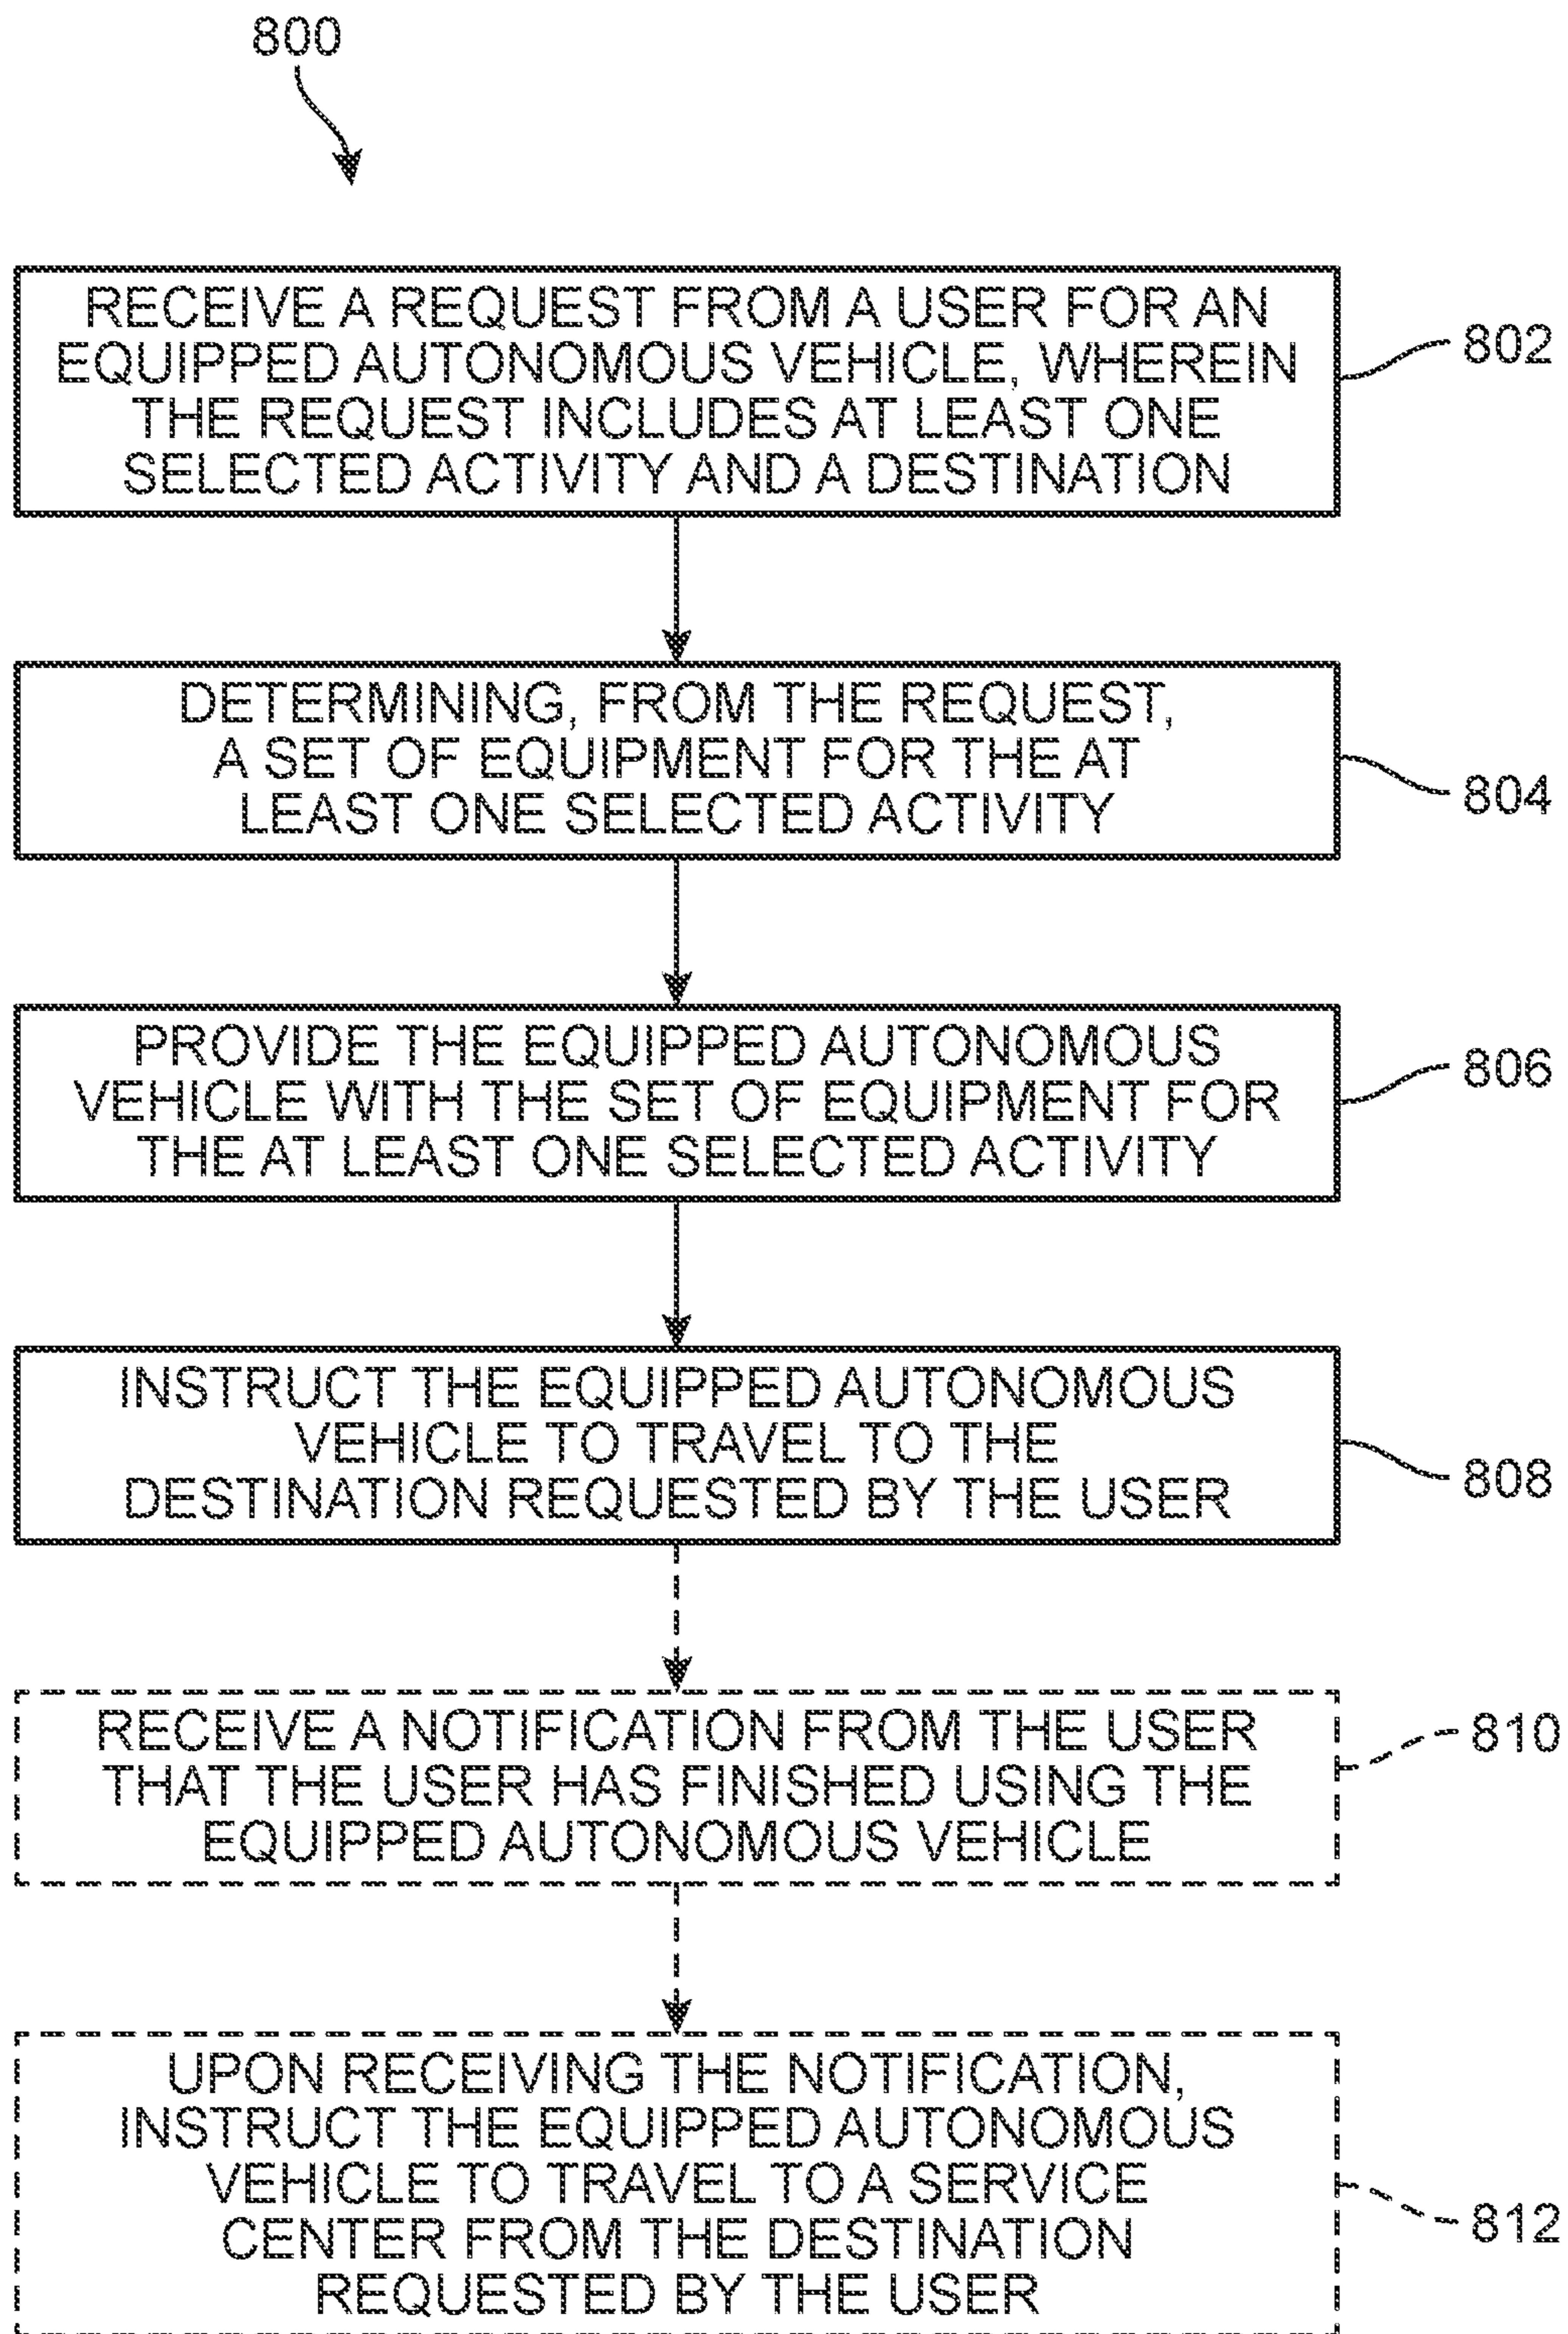 800
RECEIVE A REQUEST FROM A USER FOR AN
EQUIPPED AUTONOMOUS VEHICLE, WHEREIN
THE REQUEST INCLUDES AT LEAST ONE
SELECTED ACTIVITY AND A DESTINATION
802
DETERMINING, FROM THE REQUEST,
A SET OF EQUIPMENT FOR THE AT
LEAST ONE SELECTED ACTIVITY
804
PROVIDE THE EQUIPPED AUTONOMOUS
VEHICLE WITH THE SET OF EQUIPMENT FOR
THE AT LEAST ONE SELECTED ACTIVITY
806
INSTRUCT THE EQUIPPED AUTONOMOUS
VEHICLE TO TRAVEL TO THE
DESTINATION REQUESTED BY THE USER
808
RECEIVE A NOTIFICATION FROM THE USER
THAT THE USER HAS FINISHED USING THE
EQUIPPED AUTONOMOUS VEHICLE
810
UPON RECEIVING THE NOTIFICATION,
INSTRUCT THE EQUIPPED AUTONOMOUS
VEHICLE TO TRAVEL TO A SERVICE
CENTER FROM THE DESTINATION
REQUESTED BY THE USER
812